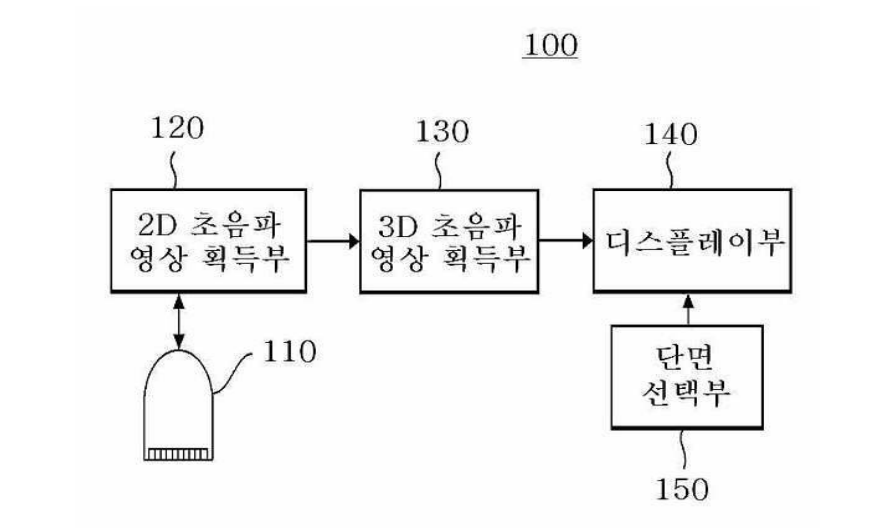 100
120
130
140
2D 초음파
영상 획득부
3D 초음파
영상 획득부
디스플레이부
110
단면
선택부
150